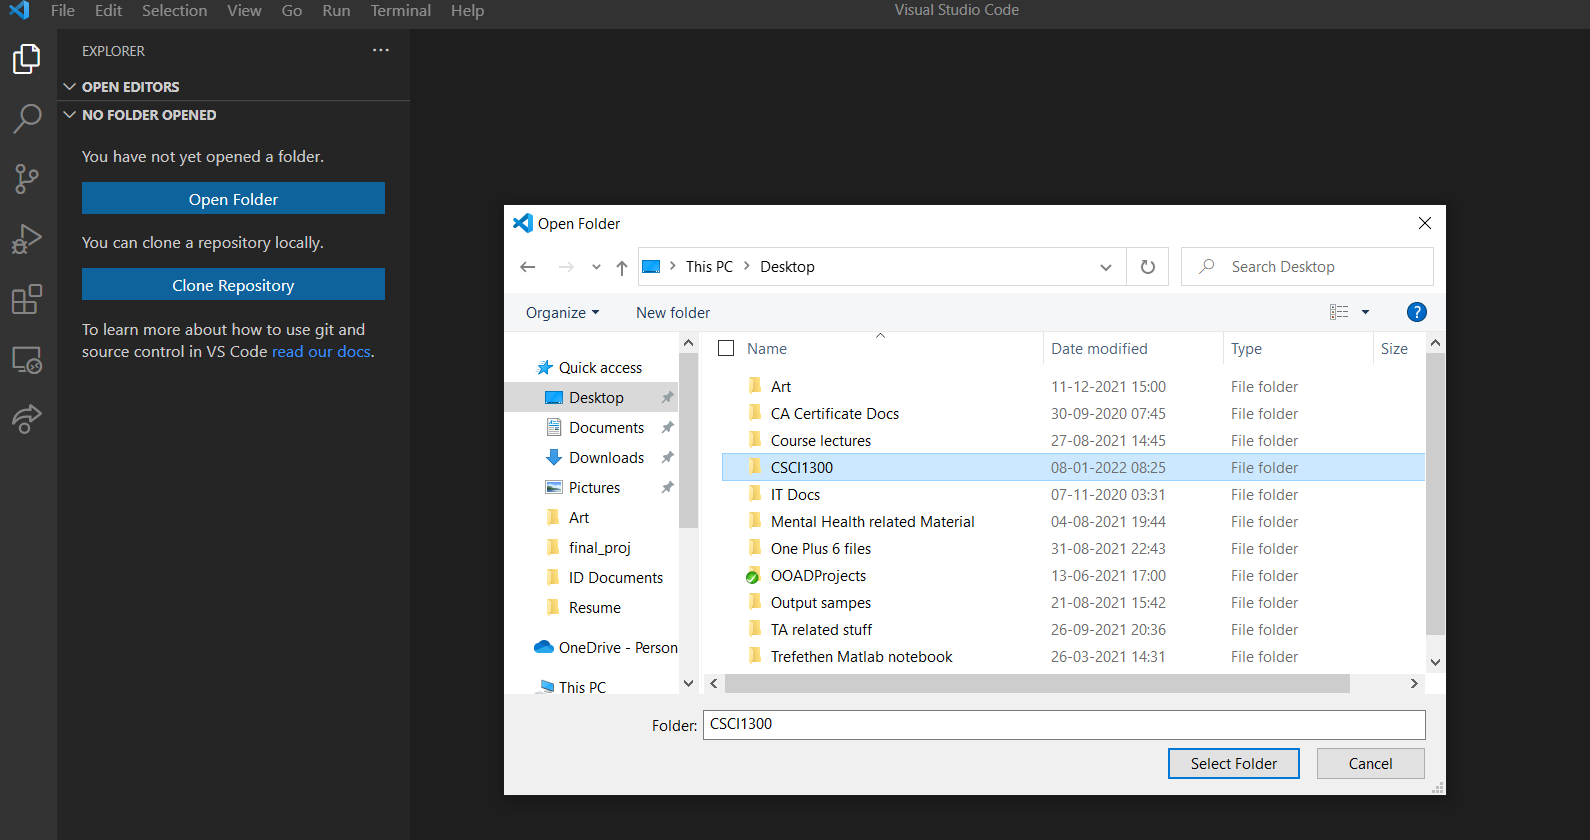 File Edit Selection View Go Run Terminal Help
Visual Studio Code
EXPLORER
OPEN EDITORS
NO FOLDER OPENED
You have not yet opened a folder.
Open Folder
You can clone a repository locally.
Clone Repository
To learn more about how to use git and
source control in VS Code read our docs.
Open Folder
This PC > Desktop
Search Desktop
Organize
New folder
Quick access
Desktop
Documents
Downloads
Pictures
Art
final_proj
ID Documents
Resume
OneDrive - Person
This PC
Name Date modified Type Size
Art 11-12-2021 15:00 File folder
CA Certificate Docs 30-09-2020 07:45 File folder
Course lectures 27-08-2021 14:45 File folder
CSCI1300 08-01-2022 08:25 File folder
IT Docs 07-11-2020 03:31 File folder
Mental Health related Material 04-08-2021 19:44 File folder
One Plus 6 files 31-08-2021 22:43 File folder
OOADProjects 13-06-2021 17:00 File folder
Output sampes 21-08-2021 15:42 File folder
TA related stuff 26-09-2021 20:36 File folder
Trefethen Matlab notebook 26-03-2021 14:31 File folder
Folder: CSCI1300
Select Folder
Cancel